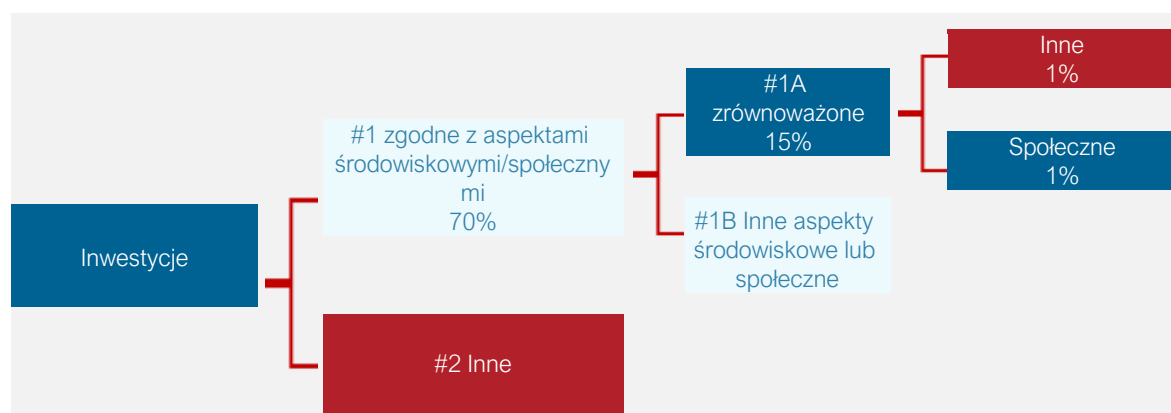 Inwestycje
#1 zgodne z aspektami
środowiskowymi/społeczny
mi
70%
#2 Inne
#1A
zrównoważone
15%
#1B Inne aspekty
środowiskowe lub
społeczne
Inne
1%
Społeczne
1%